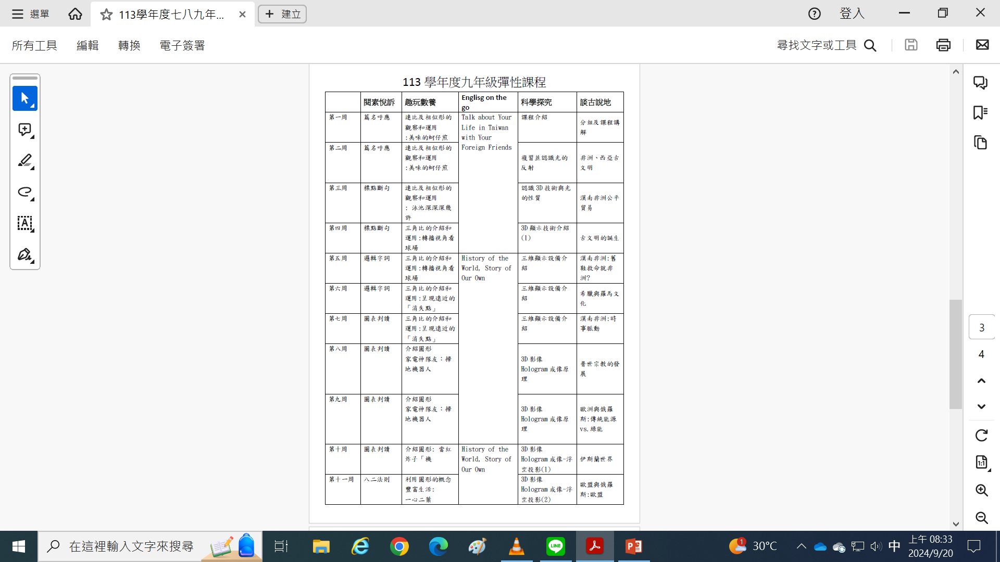 選單
113學年度七八九年...
建立
登入
所有工具
編輯
轉換
電子簽署
尋找文字或工具
113 學年度九年級彈性課程
閱素悅訴
趣玩數養
Englisg on the
go
科學探究
談古說地
第一周
篇名呼應
連比及相似形的
觀察和運用
:美味的蚵仔煎
Talk about Your
Life in Taiwan
with Your
Foreign Friends
課程介紹
分組及課程講
解
第二周
篇名呼應
連比及相似形的
觀察和運用
:美味的蚵仔煎
複習並認識光的
反射
非洲、西亞古
文明
第三周
標點斷句
連比及相似形的
觀察和運用
: 泳池深深深幾
許
認識 3D 技術與光
的性質
漠南非洲公平
貿易
第四周
標點斷句
三角比的介紹和
運用:轉播視角看
球場
3D 顯示技術介紹
(1)
古文明的誕生
第五周
邏輯字詞
三角比的介紹和
運用:轉播視角看
球場
History of the
World, Story of
Our Own
三維顯示設備介
紹
漠南非洲:舊
鞋救命就非
洲?
第六周
邏輯字詞
三角比的介紹和
運用:呈現遠近的
「消失點」
三維顯示設備介
紹
希臘與羅馬文
化
第七周
圖表判讀
三角比的介紹和
運用:呈現遠近的
「消失點」
三維顯示設備介
紹
漠南非洲:時
事脈動
第八周
圖表判讀
介紹圓形
家電神隊友：掃
地機器人
3D 影像
Hologram 成像原
理
普世宗教的發
展
第九周
圖表判讀
介紹圓形
家電神隊友：掃
地機器人
3D 影像
Hologram 成像原
理
歐洲與俄羅
斯:傳統能源
vs.綠能
第十周
圖表判讀
介紹圓形: 當紅
炸子「機
History of the
World, Story of
Our Own
3D 影像
Hologram 成像-浮
空投影(1)
伊斯蘭世界
第十一周
八二法則
利用圓形的概念
豐富生活:
一心二葉
3D 影像
Hologram 成像-浮
空投影(2)
歐盟與俄羅
斯:歐盟
3
4
1:1
在這裡輸入文字來搜尋
LINE
1
30°C
中
上午 08:33
2024/9/20